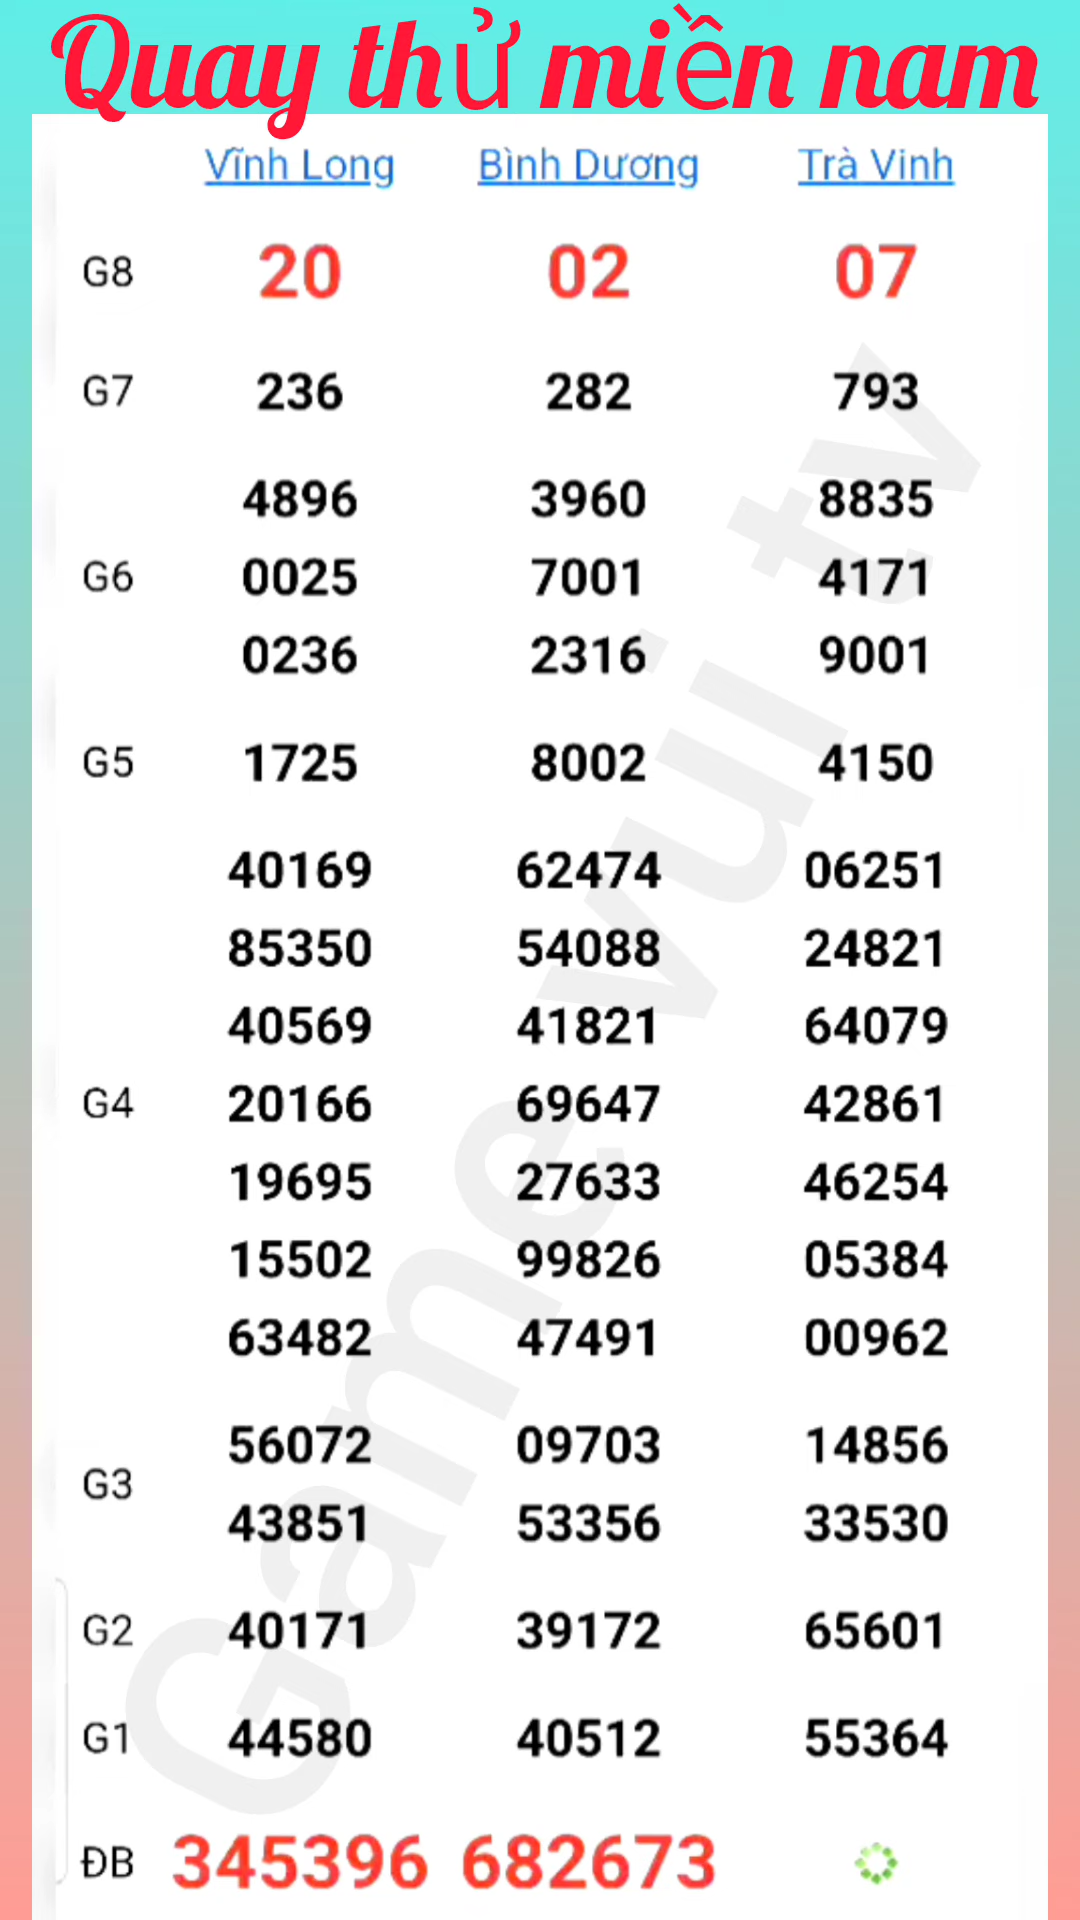 Quay thử miền nam
Vĩnh Long Bình Dương Trà Vinh
G8 20 02 07
G7 236 282 793
4896 3960 8835
G6 0025 7001 4171
0236 2316 9001
G5 1725 8002 4150
40169 62474 06251
85350 54088 24821
40569 41821 64079
G4 20166 69647 42861
19695 27633 46254
15502 99826 05384
63482 47491 00962
56072 09703 14856
G3
43851 53356 33530
G2 40171 39172 65601
G1 44580 40512 55364
ĐB 345396 682673
Game vui tv